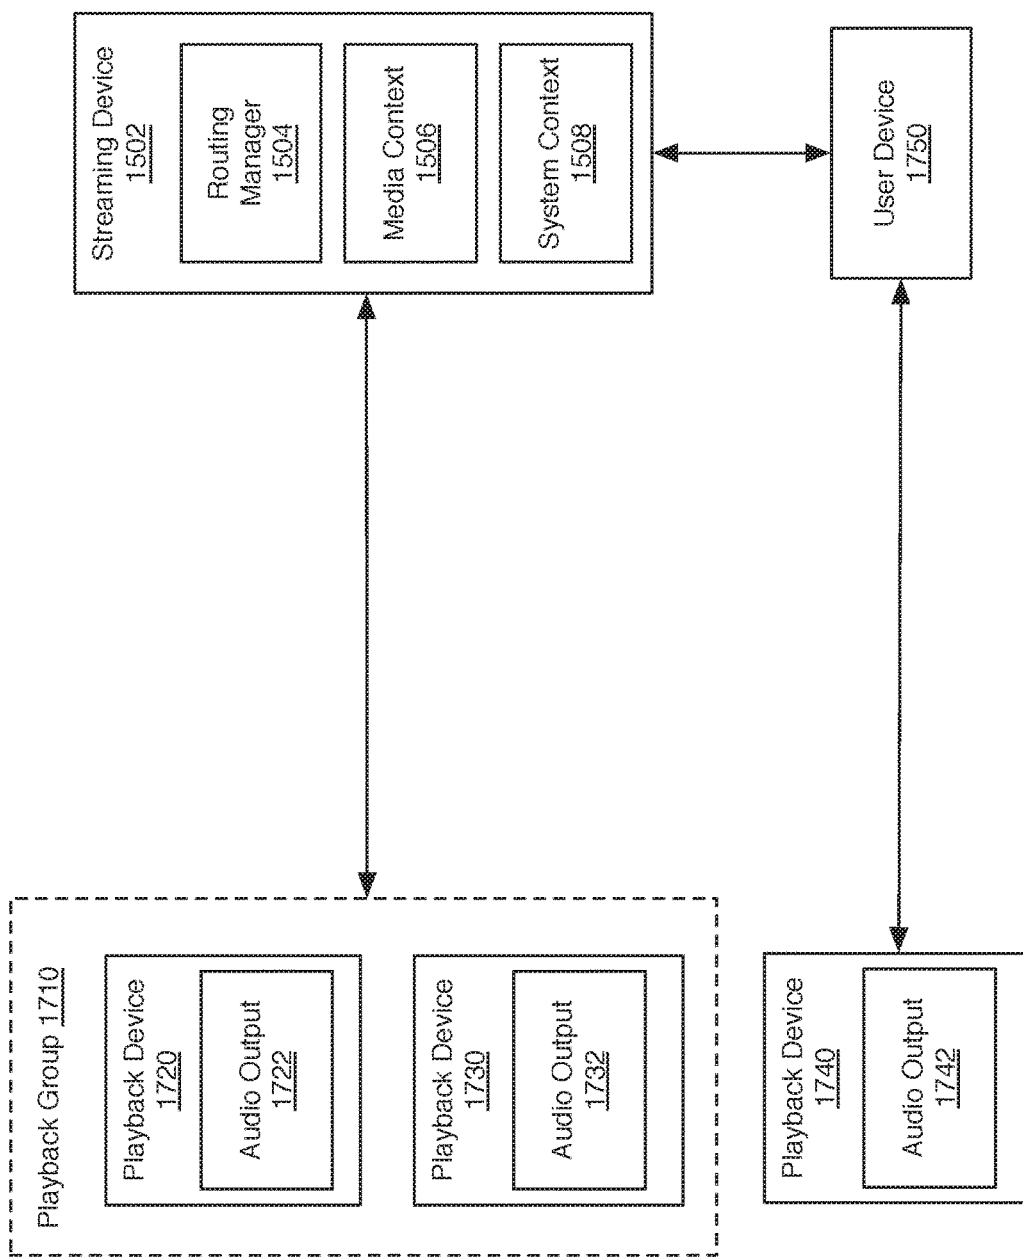 Playback Group 1710
Playback Device
1720
Audio Output
1722
Playback Device
1730
Audio Output
1732
Playback Device
1740
Audio Output
1742
Streaming Device
1502
Routing
Manager
1504
Media Context
1506
System Context
1508
User Device
1750